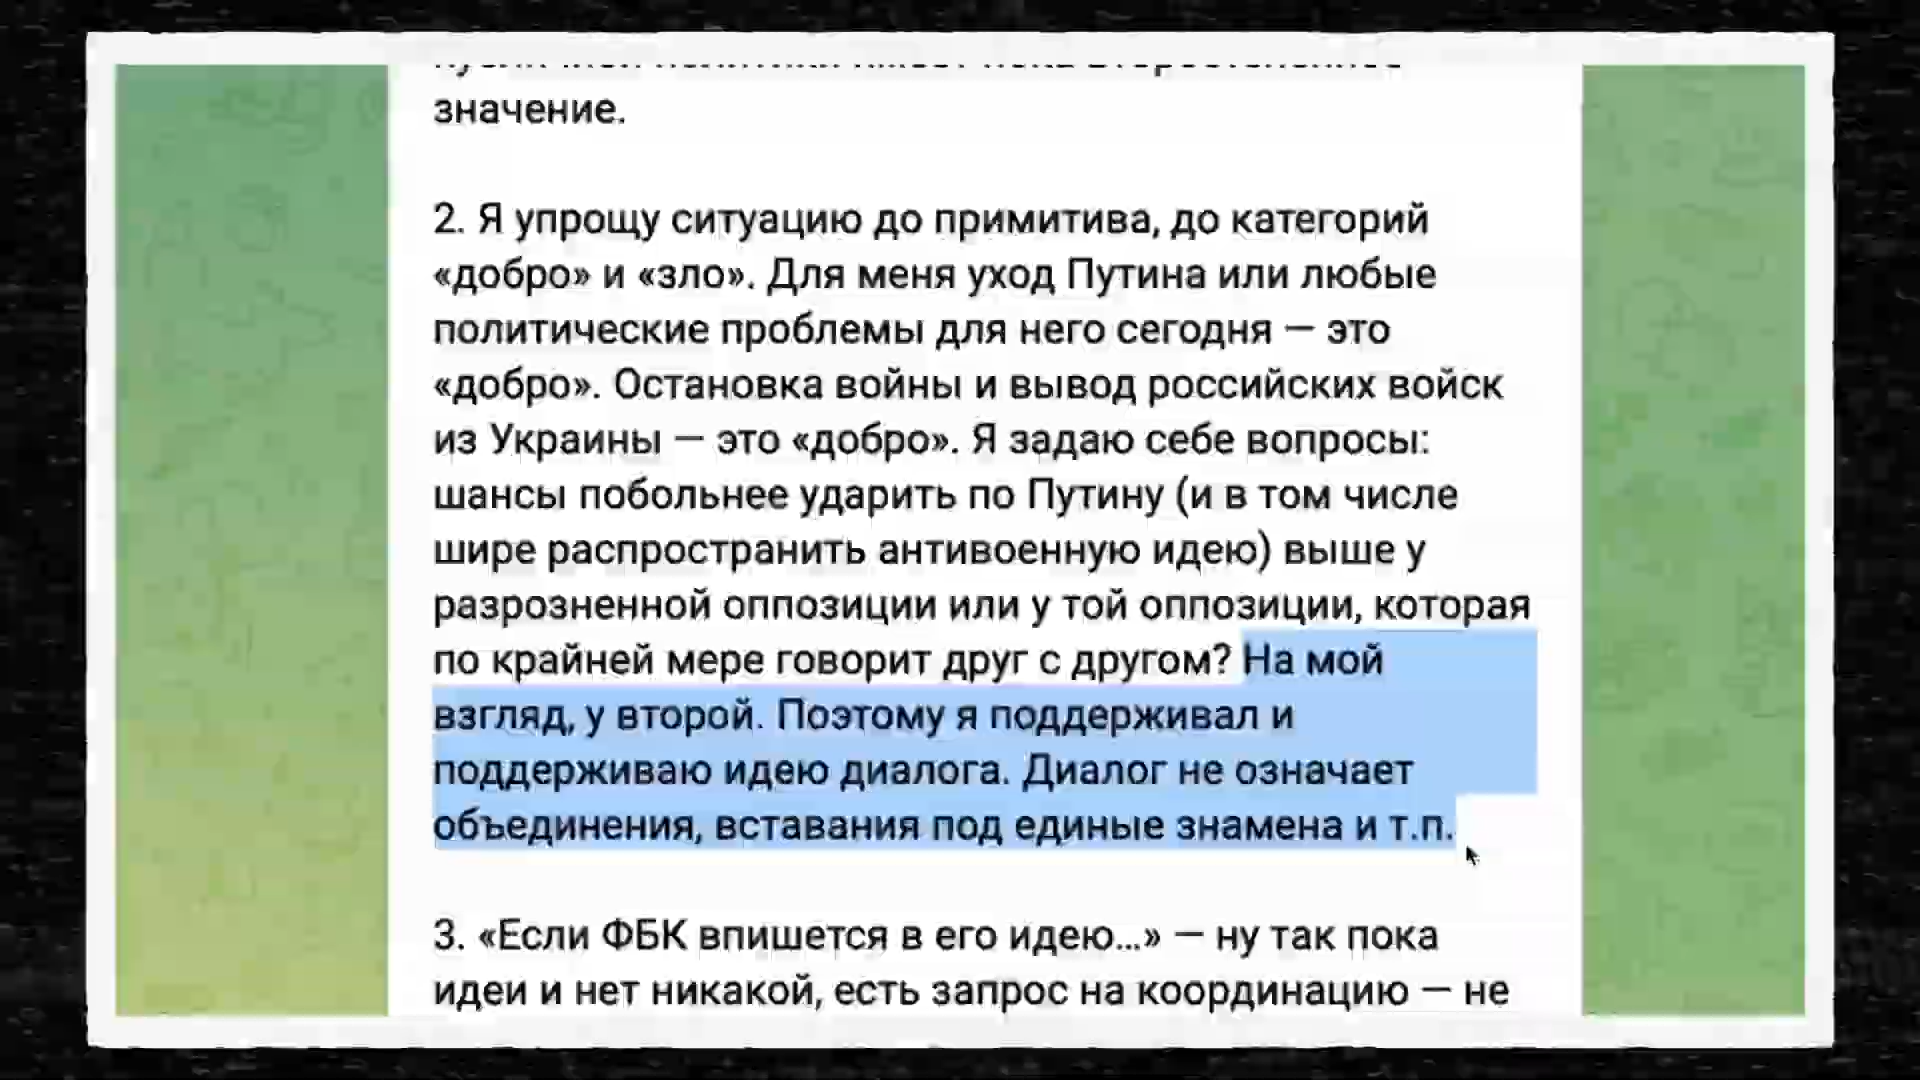 значение.
2. Я упрощу ситуацию до примитива, до категорий
«добро» и «зло». Для меня уход Путина или любые
политические проблемы для него сегодня — это
«добро». Остановка войны и вывод российских войск
из Украины — это «добро». Я задаю себе вопросы:
шансы побольнее ударить по Путину (и в том числе
шире распространить антивоенную идею) выше у
разрозненной оппозиции или у той оппозиции, которая
по крайней мере говорит друг с другом? На мой
взгляд, у второй. Поэтому я поддерживал и
поддерживаю идею диалога. Диалог не означает
объединения, вставания под единые знамена и т.п.
3. «Если ФБК впишется в его идею...» — ну так пока
идеи и нет никакой, есть запрос на координацию — не